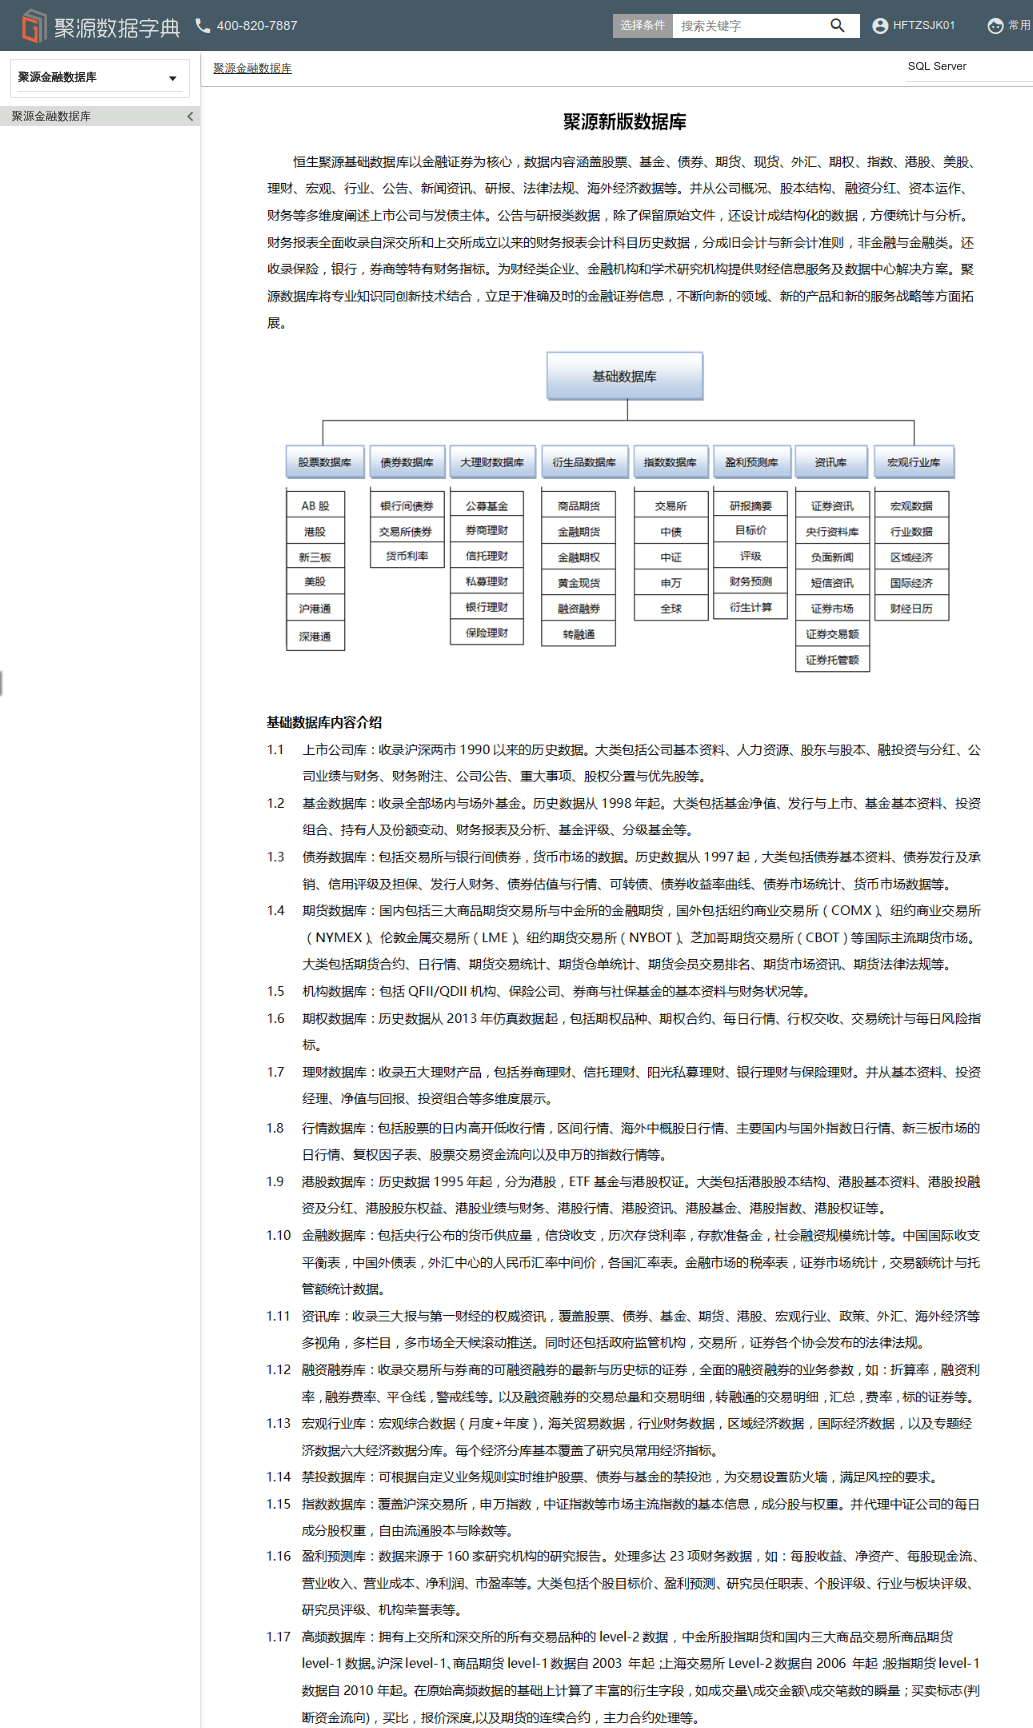 聚源数据字典 400-820-7887 选择条件 搜索关键字 HFTZSJK01 常用
聚源金融数据库
聚源金融数据库
聚源金融数据库 SQL Server
聚源新版数据库
恒生聚源基础数据库以金融证券为核心，数据内容涵盖股票、基金、债券、期货、现货、外汇、期权、指数、港股、美股、
理财、宏观、行业、公告、新闻资讯、研报、法律法规、海外经济数据等。并从公司概况、股本结构、融资分红、资本运作、
财务等多维度阐述上市公司与发债主体。公告与研报类数据，除了保留原始文件，还设计成结构化的数据，方便统计与分析。
财务报表全面收录自深交所和上交所成立以来的财务报表会计科目历史数据，分成旧会计与新会计准则，非金融与金融类。还
收录保险，银行，券商等特有财务指标。为财经类企业、金融机构和学术研究机构提供财经信息服务及数据中心解决方案。聚
源数据库将专业知识同创新技术结合，立足于准确及时的金融证券信息，不断向新的领域、新的产品和新的服务战略等方面拓
展。
基础数据库
股票数据库 债券数据库 大理财数据库 衍生品数据库 指数数据库 盈利预测库 资讯库 宏观行业库
AB 股 银行间债券 公募基金 商品期货 交易所 研报摘要 证券资讯 宏观数据
港股 交易所债券 券商理财 金融期货 中债 目标价 央行资料库 行业数据
新三板 货币利率 信托理财 金融期权 中证 评级 负面新闻 区域经济
美股 私募理财 黄金现货 申万 财务预测 短信资讯 国际经济
沪港通 银行理财 融资融券 全球 衍生计算 证券市场 财经日历
深港通 保险理财 转融通 证券交易额
证券托管额
基础数据库内容介绍
1.1 上市公司库：收录沪深两市 1990 以来的历史数据。大类包括公司基本资料、人力资源、股东与股本、融投资与分红、公
司业绩与财务、财务附注、公司公告、重大事项、股权分置与优先股等。
1.2 基金数据库：收录全部场内与场外基金。历史数据从 1998 年起。大类包括基金净值、发行与上市、基金基本资料、投资
组合、持有人及份额变动、财务报表及分析、基金评级、分级基金等。
1.3 债券数据库：包括交易所与银行间债券，货币市场的数据。历史数据从 1997 起，大类包括债券基本资料、债券发行及承
销、信用评级及担保、发行人财务、债券估值与行情、可转债、债券收益率曲线、债券市场统计、货币市场数据等。
1.4 期货数据库：国内包括三大商品期货交易所与中金所的金融期货，国外包括纽约商业交易所（COMX）、纽约商业交易所
（NYMEX）、伦敦金属交易所（LME）、纽约期货交易所（NYBOT）、芝加哥期货交易所（CBOT）等国际主流期货市场。
大类包括期货合约、日行情、期货交易统计、期货仓单统计、期货会员交易排名、期货市场资讯、期货法律法规等。
1.5 机构数据库：包括 QFII/QDII 机构、保险公司、券商与社保基金的基本资料与财务状况等。
1.6 期权数据库：历史数据从 2013 年仿真数据起，包括期权品种、期权合约、每日行情、行权交收、交易统计与每日风险指
标。
1.7 理财数据库：收录五大理财产品，包括券商理财、信托理财、阳光私募理财、银行理财与保险理财。并从基本资料、投资
经理、净值与回报、投资组合等多维度展示。
1.8 行情数据库：包括股票的日内高开低收行情，区间行情、海外中概股日行情、主要国内与国外指数日行情、新三板市场的
日行情、复权因子表、股票交易资金流向以及申万的指数行情等。
1.9 港股数据库：历史数据 1995 年起，分为港股，ETF 基金与港股权证。大类包括港股股本结构、港股基本资料、港股投融
资及分红、港股股东权益、港股业绩与财务、港股行情、港股资讯、港股基金、港股指数、港股权证等。
1.10 金融数据库：包括央行公布的货币供应量，信贷收支，历次存贷利率，存款准备金，社会融资规模统计等。中国国际收支
平衡表，中国外债表，外汇中心的人民币汇率中间价，各国汇率表。金融市场的税率表，证券市场统计，交易额统计与托
管额统计数据。
1.11 资讯库：收录三大报与第一财经的权威资讯，覆盖股票、债券、基金、期货、港股、宏观行业、政策、外汇、海外经济等
多视角，多栏目，多市场全天候滚动推送。同时还包括政府监管机构，交易所，证券各个协会发布的法律法规。
1.12 融资融券库：收录交易所与券商的可融资融券的最新与历史标的证券，全面的融资融券的业务参数，如：折算率，融资利
率，融券费率、平仓线，警戒线等。以及融资融券的交易总量和交易明细，转融通的交易明细，汇总，费率，标的证券等。
1.13 宏观行业库：宏观综合数据（月度+年度），海关贸易数据，行业财务数据，区域经济数据，国际经济数据，以及专题经
济数据六大经济数据分库。每个经济分库基本覆盖了研究员常用经济指标。
1.14 禁投数据库：可根据自定义业务规则实时维护股票、债券与基金的禁投池，为交易设置防火墙，满足风控的要求。
1.15 指数数据库：覆盖沪深交易所，申万指数，中证指数等市场主流指数的基本信息，成分股与权重。并代理中证公司的每日
成分股权重，自由流通股本与除数等。
1.16 盈利预测库：数据来源于 160 家研究机构的研究报告。处理多达 23 项财务数据，如：每股收益、净资产、每股现金流、
营业收入、营业成本、净利润、市盈率等。大类包括个股目标价、盈利预测、研究员任职表、个股评级、行业与板块评级、
研究员评级、机构荣誉表等。
1.17 高频数据库：拥有上交所和深交所的所有交易品种的 level-2 数据，中金所股指期货和国内三大商品交易所商品期货
level-1 数据。沪深 level-1、商品期货 level-1 数据自 2003 年起；上海交易所 Level-2 数据自 2006 年起；股指期货 level-1
数据自 2010 年起。在原始高频数据的基础上计算了丰富的衍生字段，如成交量\成交金额\成交笔数的瞬量；买卖标志(判
断资金流向)，买比，报价深度,以及期货的连续合约，主力合约处理等。